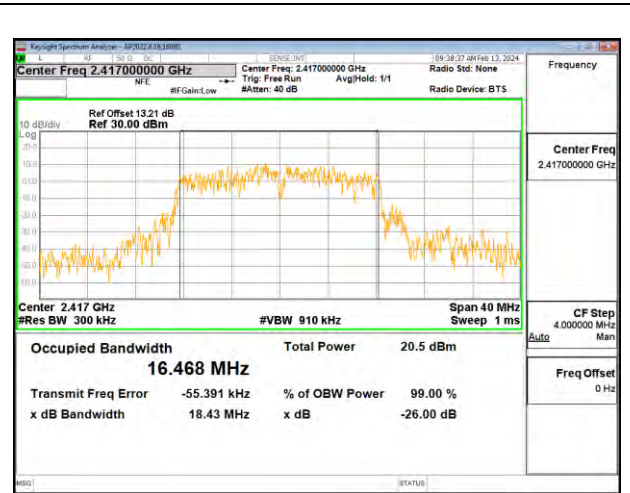 Keysight Spectrum Analyzer - AP2022.8.18,16080,
L RF 50 Ω DC SENSE:INT 09:38:37 AM Feb 13, 2024
Center Freq 2.417000000 GHz Center Freq: 2.417000000 GHz Radio Std: None Frequency
NFE Trig: Free Run Avg|Hold: 1/1
#IFGain:Low #Atten: 40 dB Radio Device: BTS
Ref Offset 13.21 dB
10 dB/div Ref 30.00 dBm
Log
Center Freq
2.417000000 GHz
Center 2.417 GHz Span 40 MHz
#Res BW 300 kHz #VBW 910 kHz Sweep 1 ms
CF Step
4.000000 MHz
Auto Man
Occupied Bandwidth Total Power 20.5 dBm
16.468 MHz
Freq Offset
0 Hz
Transmit Freq Error -55.391 kHz % of OBW Power 99.00 %
x dB Bandwidth 18.43 MHz x dB -26.00 dB
MSG STATUS